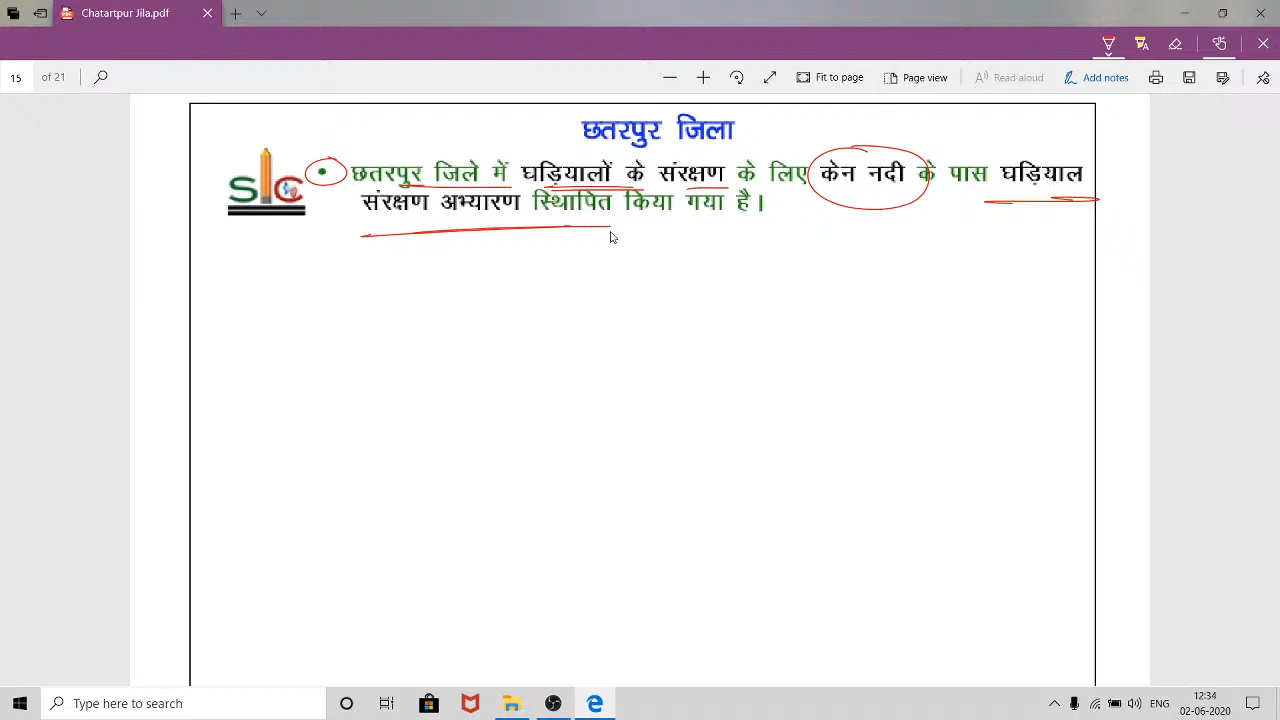 Chatartpur Jila.pdf
15 of 21
Fit to page
Page view
Read aloud
Add notes
छतरपुर जिला
SIC
• छतरपुर जिले में घड़ियालों के संरक्षण के लिए केन नदी के पास घड़ियाल
संरक्षण अभ्यारण स्थापित किया गया है।
Type here to search
ENG
12:34
02-06-2020